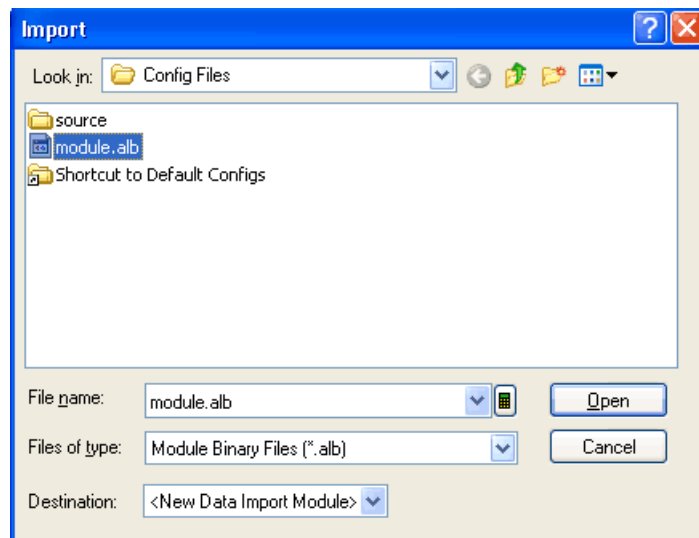 Import
Look in: Config Files
source
module.alb
Shortcut to Default Configs
File name: module.alb Open
Files of type: Module Binary Files (*.alb) Cancel
Destination: <New Data Import Module>